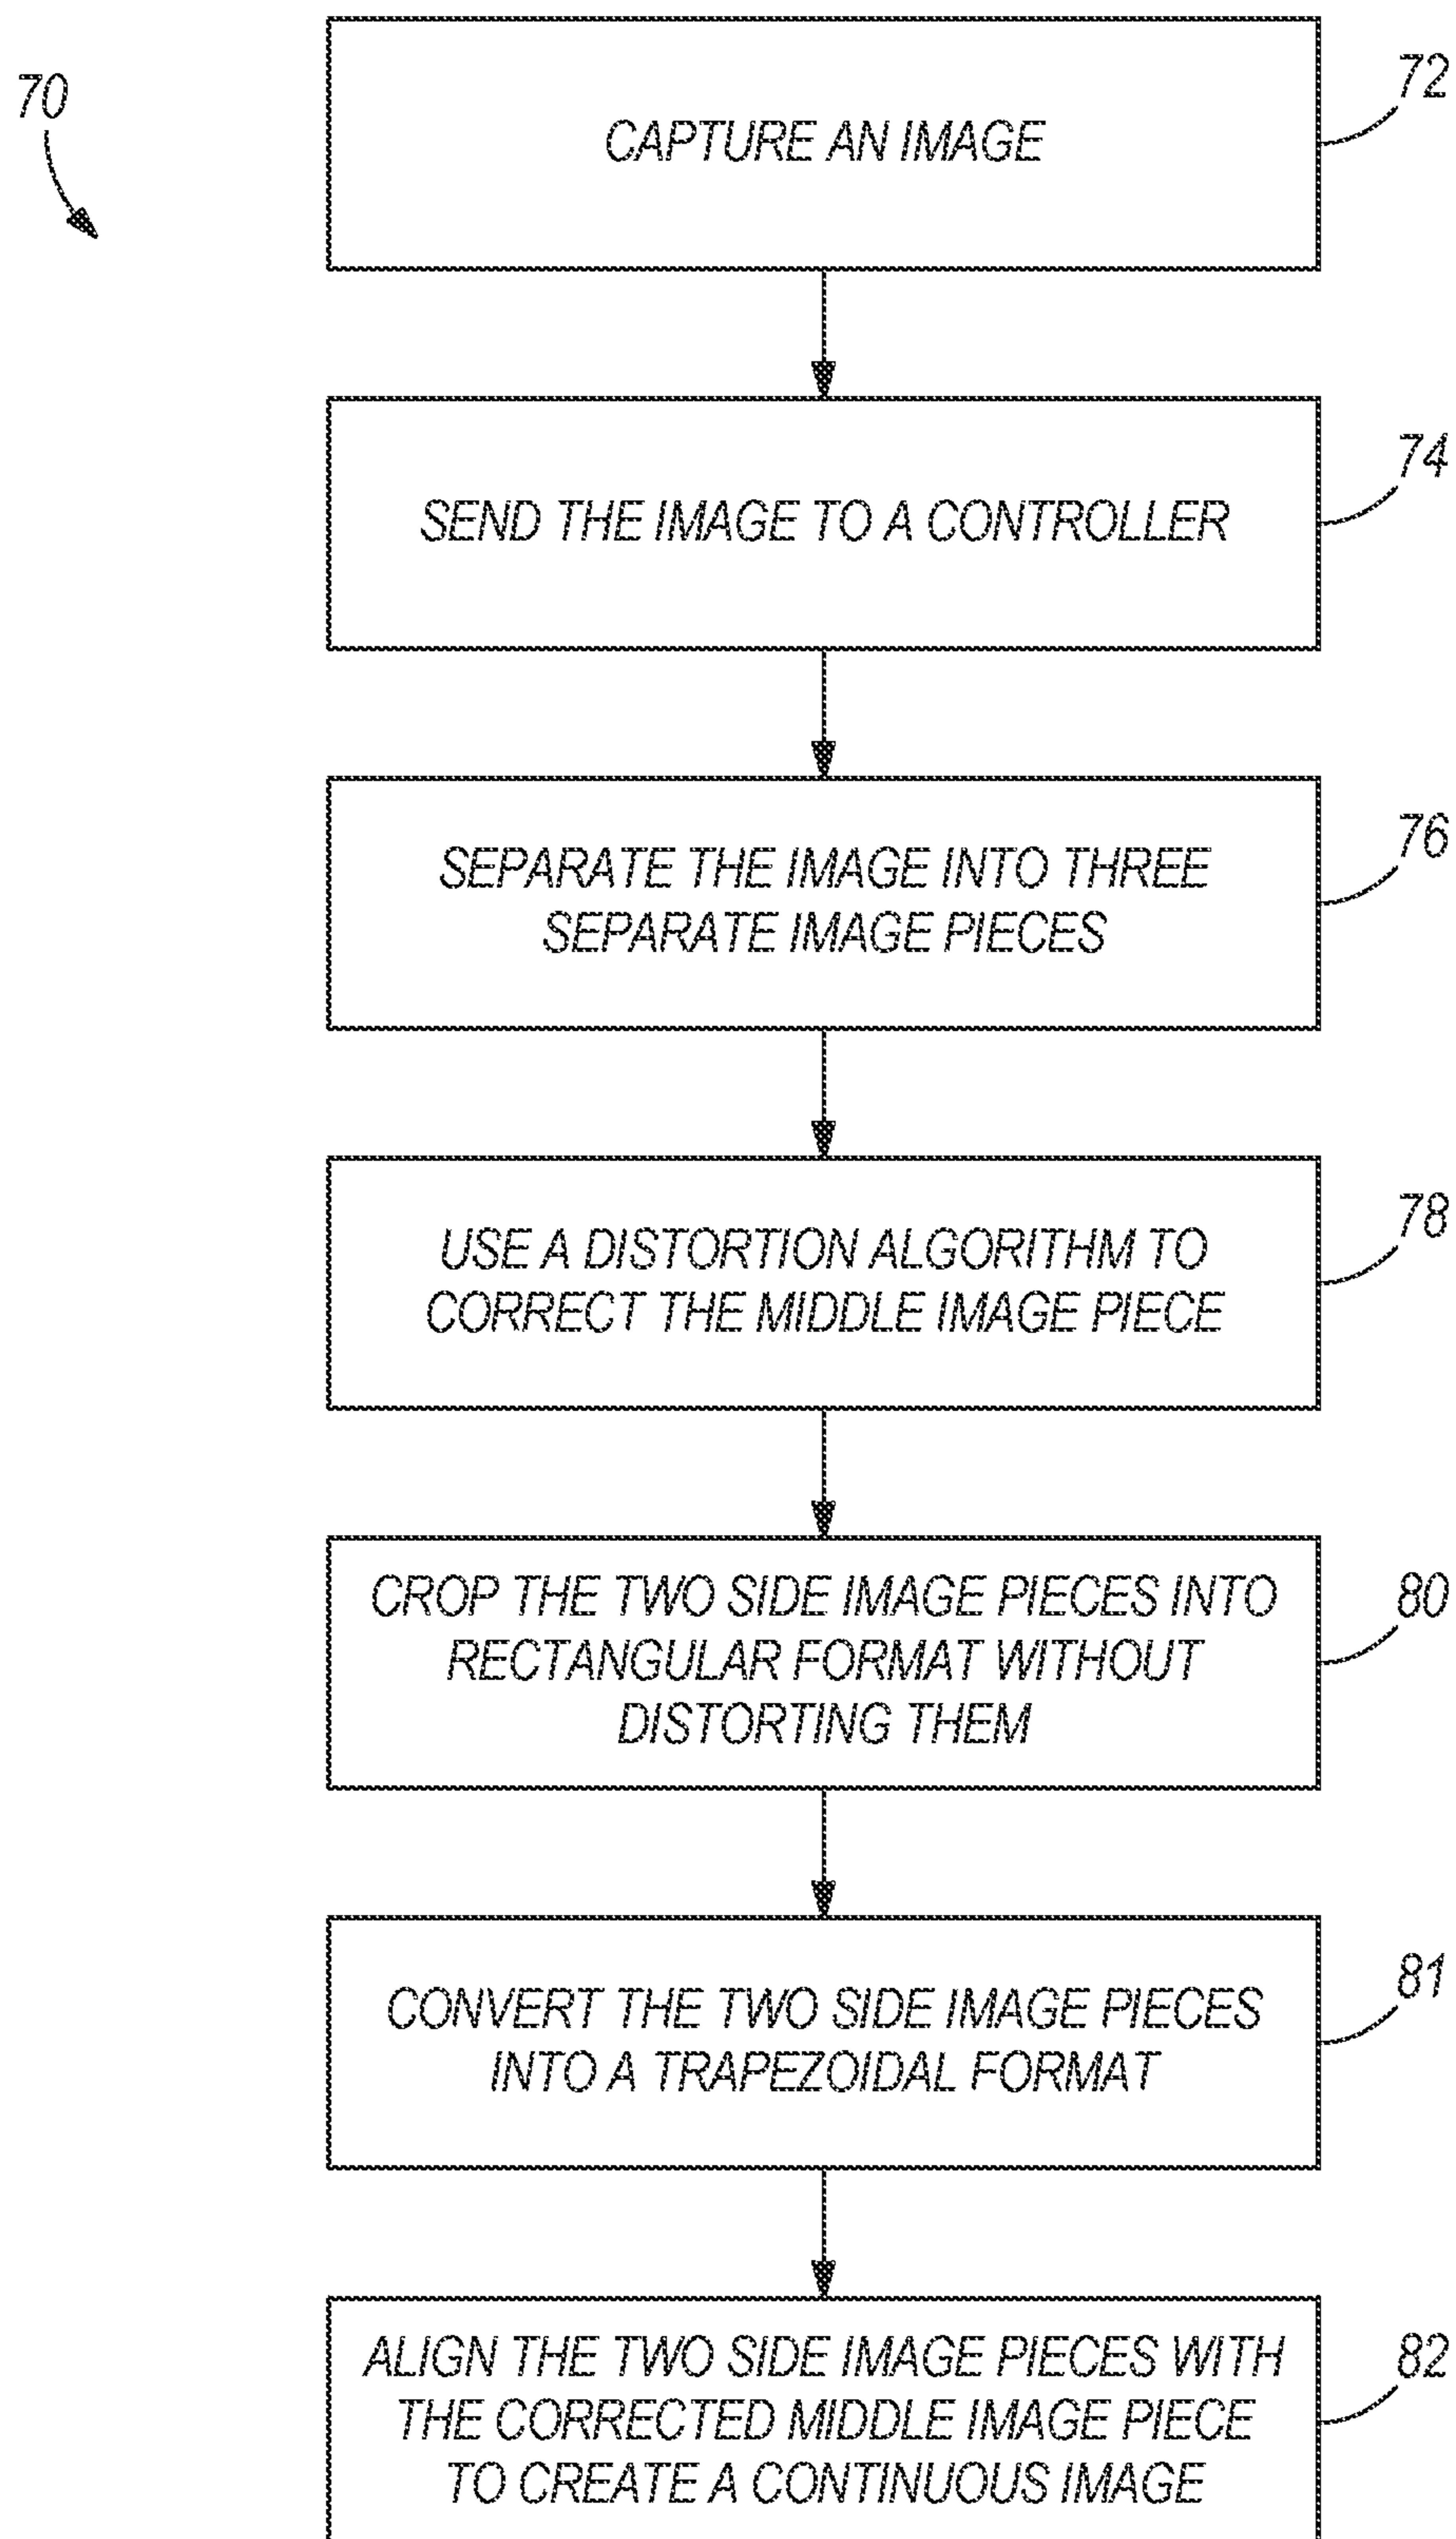 70
CAPTURE AN IMAGE
72
SEND THE IMAGE TO A CONTROLLER
74
SEPARATE THE IMAGE INTO THREE
SEPARATE IMAGE PIECES
76
USE A DISTORTION ALGORITHM TO
CORRECT THE MIDDLE IMAGE PIECE
78
CROP THE TWO SIDE IMAGE PIECES INTO
RECTANGULAR FORMAT WITHOUT
DISTORTING THEM
80
CONVERT THE TWO SIDE IMAGE PIECES
INTO A TRAPEZOIDAL FORMAT
81
ALIGN THE TWO SIDE IMAGE PIECES WITH
THE CORRECTED MIDDLE IMAGE PIECE
TO CREATE A CONTINUOUS IMAGE
82